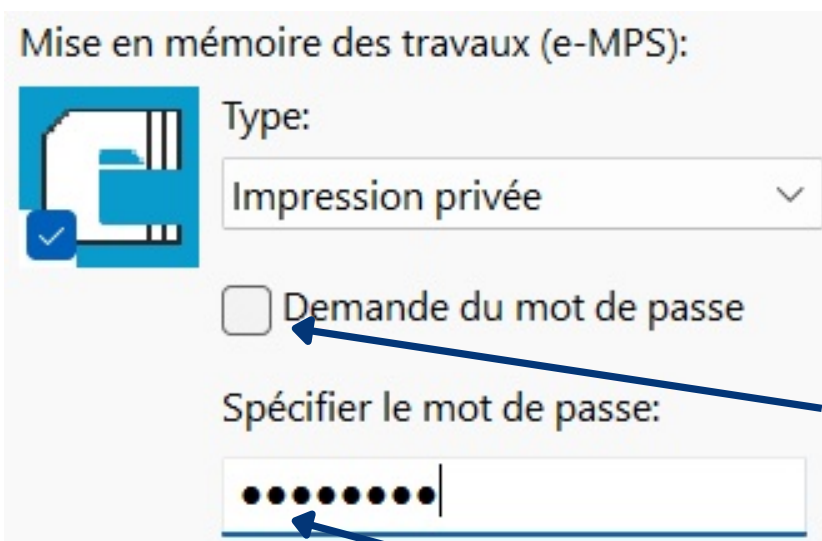 Mise en mémoire des travaux (e-MPS):
Type:
Impression privée
Demande du mot de passe
Spécifier le mot de passe:
••••••••